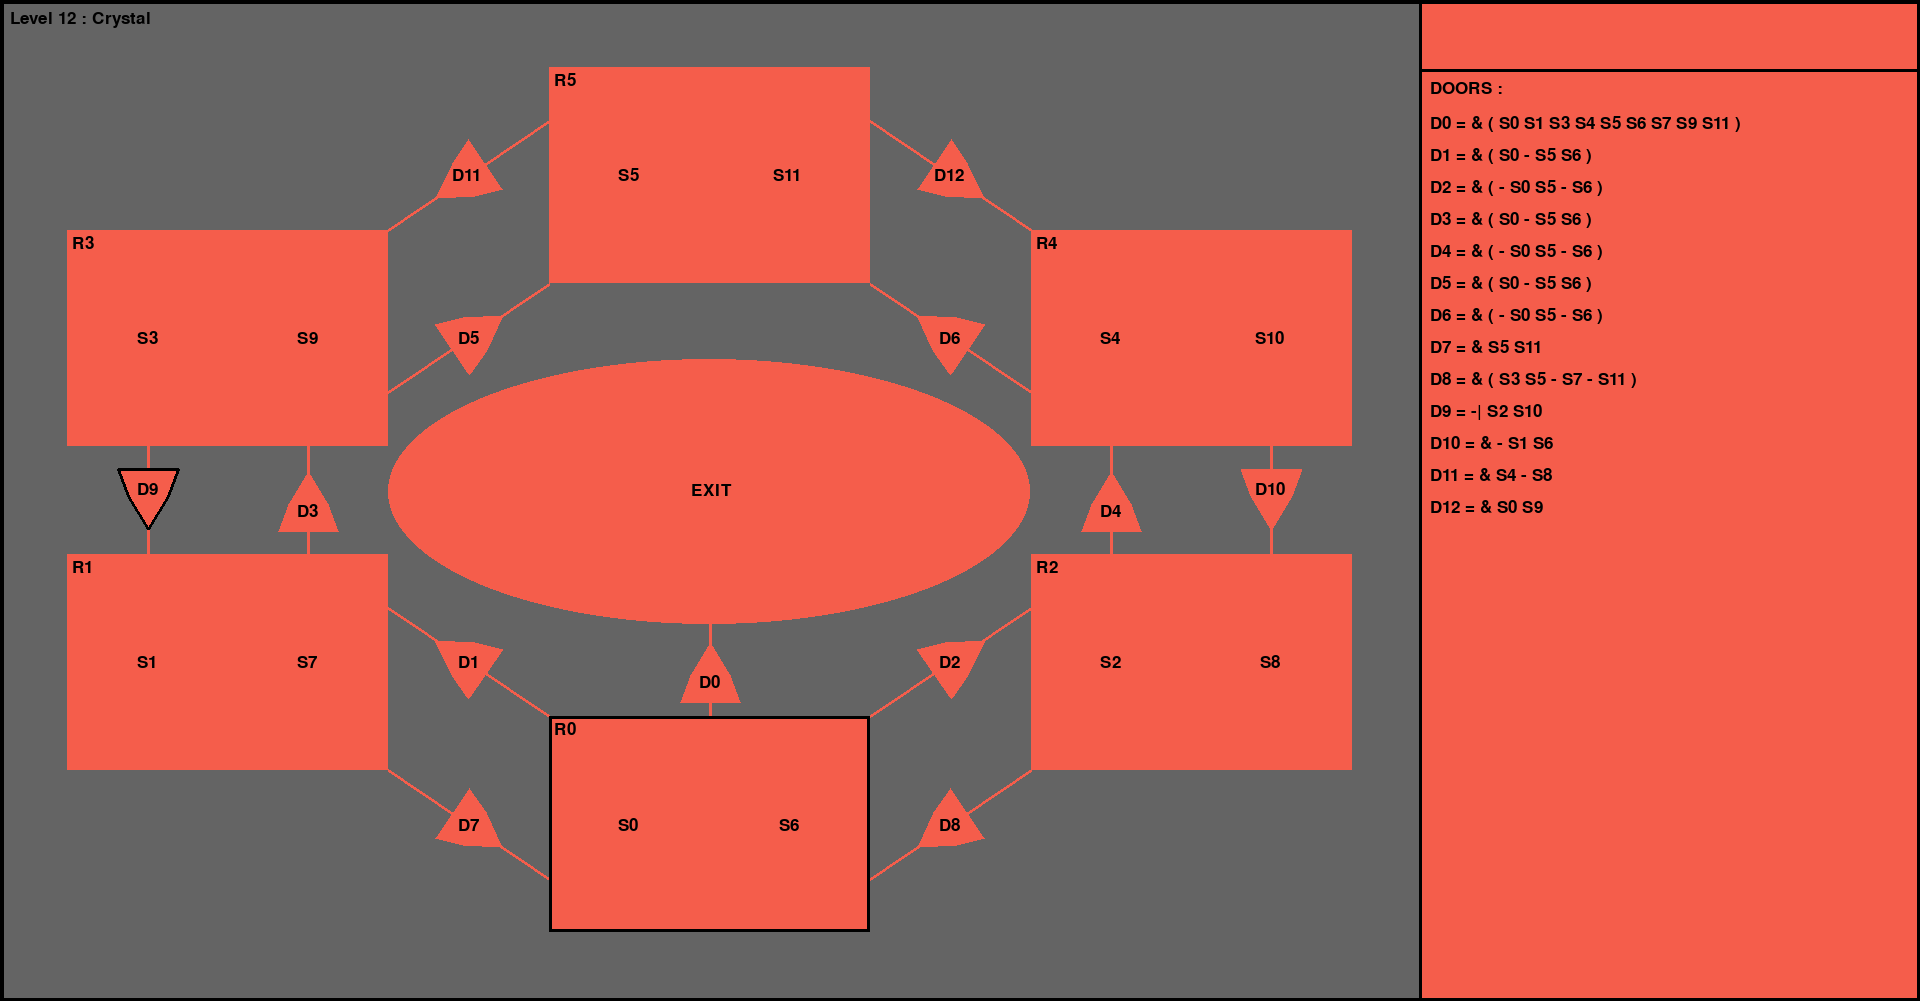 Level 12 : Crystal
R5
S5 S11
D11
D12
R3
S3 S9
R4
S4 S10
D5
D6
EXIT
D9
D3
D4
D10
R1
S1 S7
R2
S2 S8
D1
D0
D2
R0
S0 S6
D7
D8
DOORS :
D0 = & ( S0 S1 S3 S4 S5 S6 S7 S9 S11 )
D1 = & ( S0 - S5 S6 )
D2 = & ( - S0 S5 - S6 )
D3 = & ( S0 - S5 S6 )
D4 = & ( - S0 S5 - S6 )
D5 = & ( S0 - S5 S6 )
D6 = & ( - S0 S5 - S6 )
D7 = & S5 S11
D8 = & ( S3 S5 - S7 - S11 )
D9 = -| S2 S10
D10 = & - S1 S6
D11 = & S4 - S8
D12 = & S0 S9